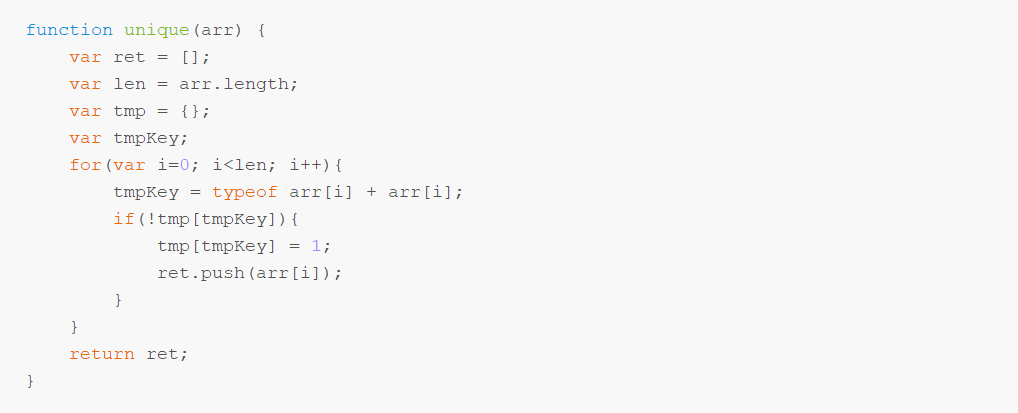 function unique(arr) {
    var ret = [];
    var len = arr.length;
    var tmp = {};
    var tmpKey;
    for(var i=0; i<len; i++){
        tmpKey = typeof arr[i] + arr[i];
        if(!tmp[tmpKey]){
            tmp[tmpKey] = 1;
            ret.push(arr[i]);
        }
    }
    return ret;
}